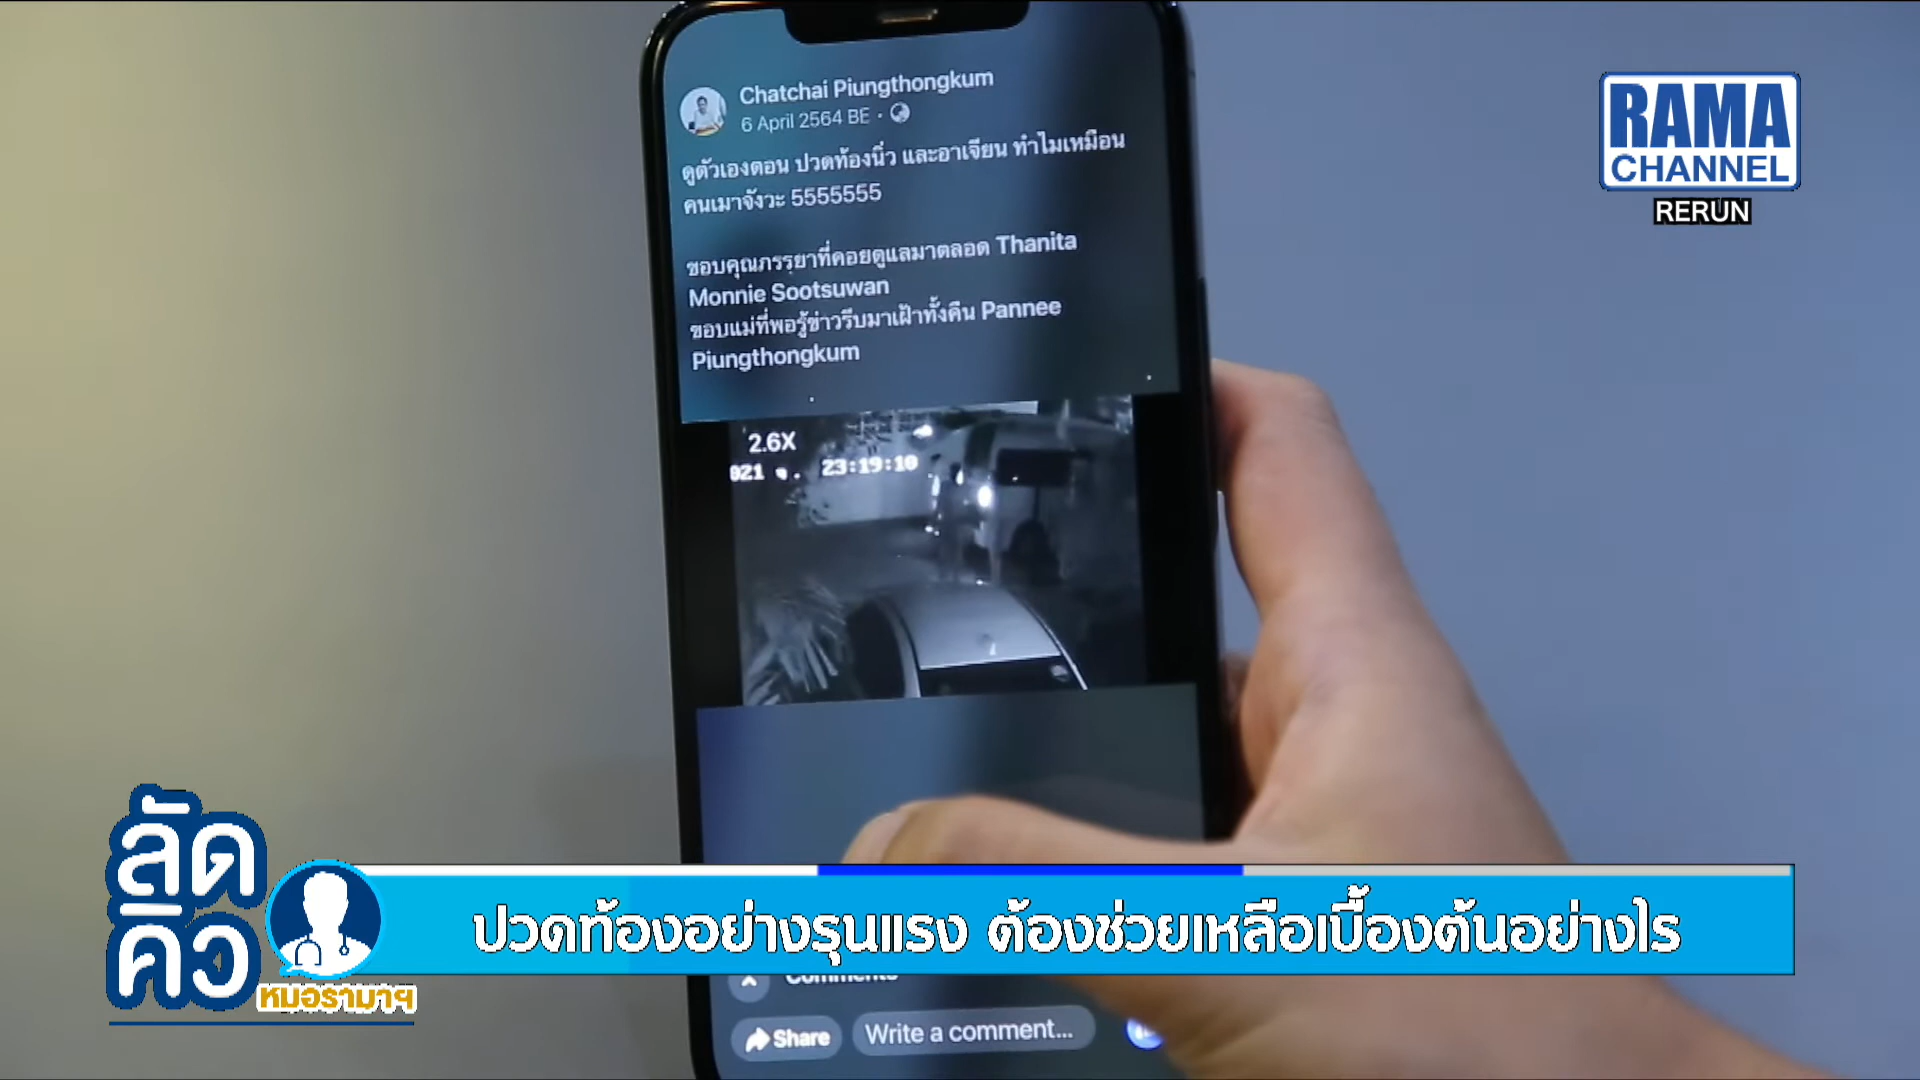 Chatchai Piungthongkum
6 April 2564 BE
ดูตัวเองตอน ปวดท้องนิ่ว และอาเจียน ทำไมเหมือน
คนเมาจังวะ 5555555
ขอบคุณภรรยาที่คอยดูแลมาตลอด Thanita
Monnie Sootsuwan
ขอบแม่ที่พอรู้ข่าวรีบมาเฝ้าทั้งคืน Pannee
Piungthongkum
2.6X
23:19:10
RAMA
CHANNEL
RERUN
ลัด
คิว
หมอรามาฯ
ปวดท้องอย่างรุนแรง ต้องช่วยเหลือเบื้องต้นอย่างไร
Comments
Share
Write a comment...